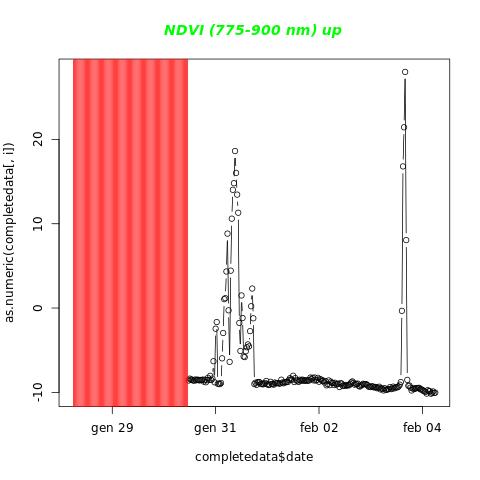 NDVI (775-900 nm) up
as.numeric(completedata[, i])
20
10
0
-10
gen 29 gen 31 feb 02 feb 04
completedata$date